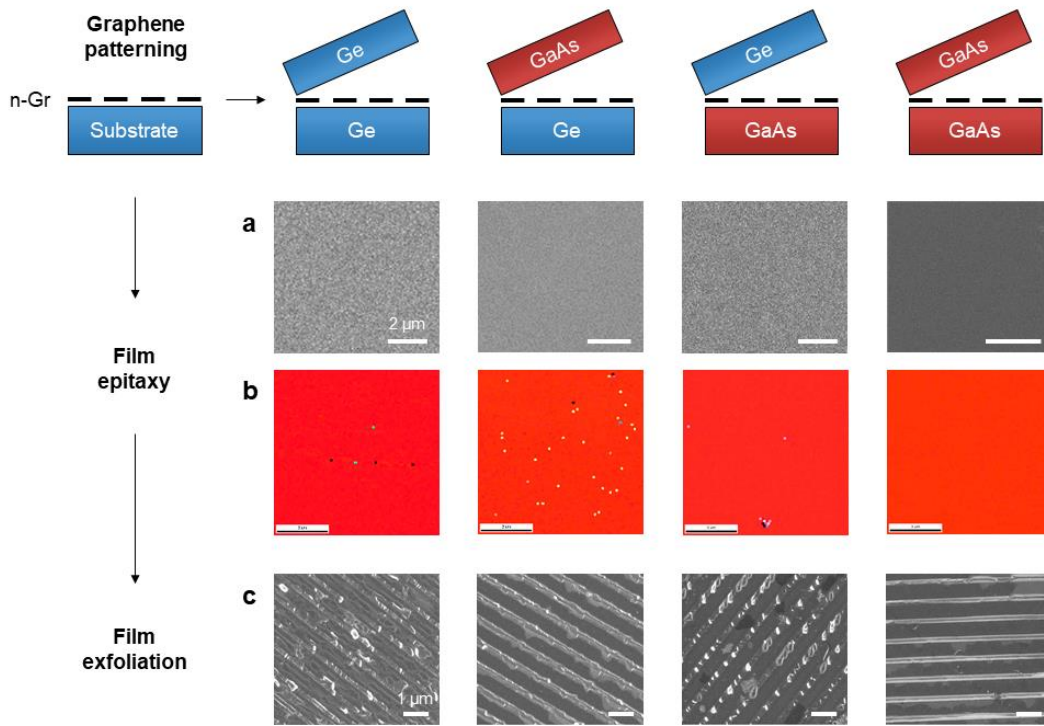 Graphene
patterning
n-Gr
Substrate
Ge
Ge
GaAs
Ge
Ge
GaAs
GaAs
GaAs
a
2 µm
Film
epitaxy
b
c
Film
exfoliation
1 µm